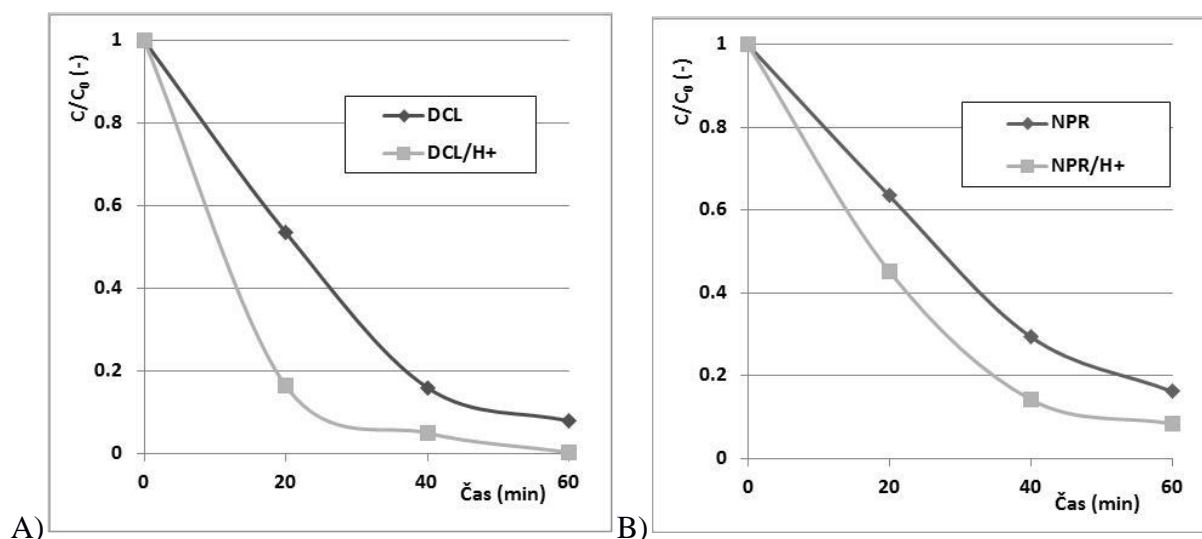 C/C₀ (-)
1
0.8
0.6
0.4
0.2
0
DCL
DCL/H+
0 20 40 60
Čas (min)
A)
C/C₀ (-)
1
0.8
0.6
0.4
0.2
0
NPR
NPR/H+
0 20 40 60
Čas (min)
B)